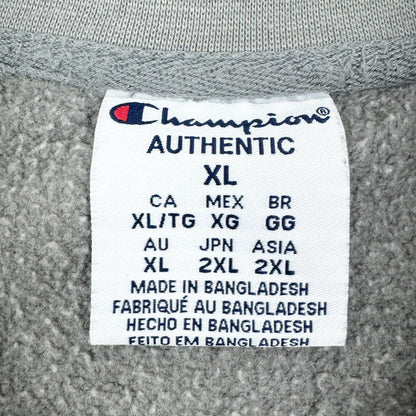 Champion®
AUTHENTIC
XL
CA MEX BR
XL/TG XG GG
AU JPN ASIA
XL 2XL 2XL
MADE IN BANGLADESH
FABRIQUÉ AU BANGLADESH
HECHO EN BANGLADESH
FEITO EM BANGLADESH